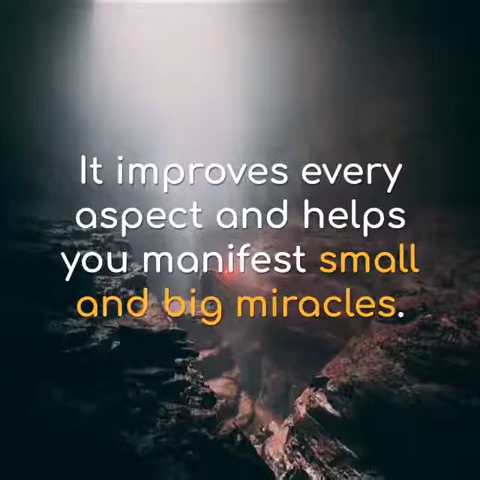 It improves every
aspect and helps
you manifest small
and big miracles.